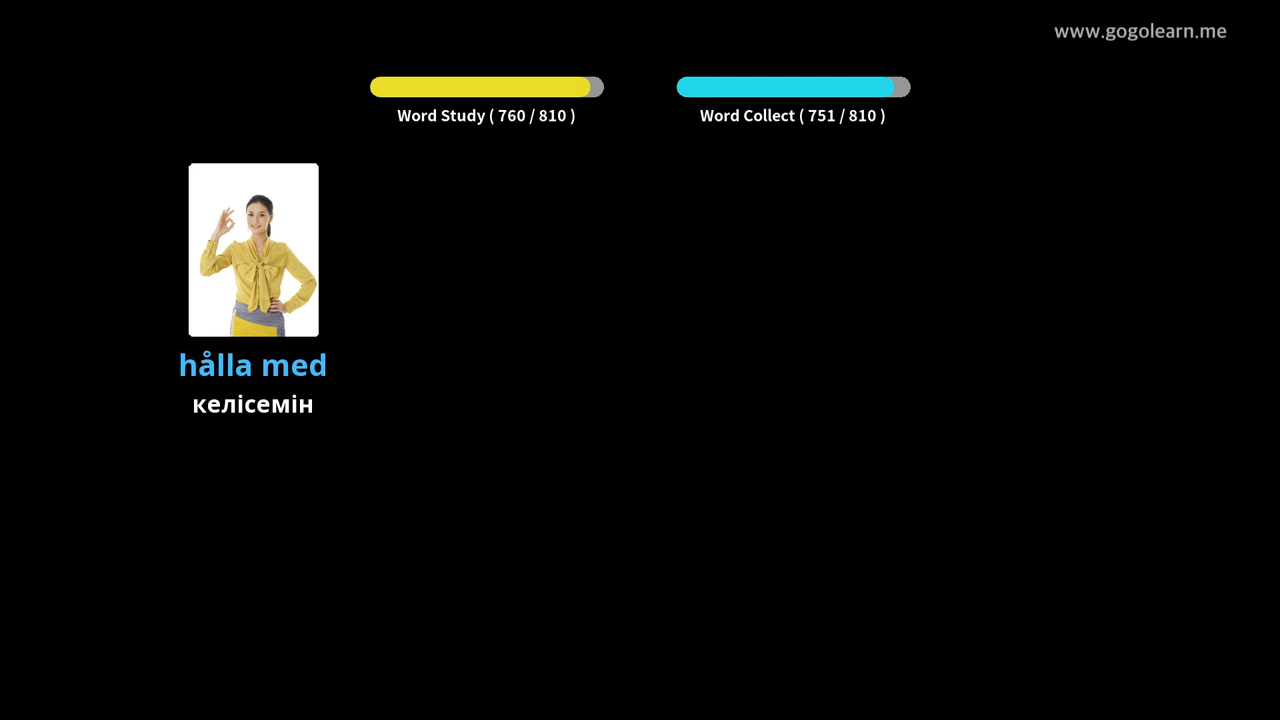 www.gogolearn.me
Word Study ( 760 / 810 )
Word Collect ( 751 / 810 )
hålla med
келісемін